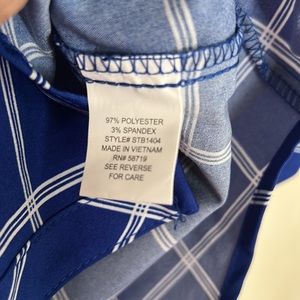 97% POLYESTER
3% SPANDEX
STYLE# STB1404
MADE IN VIETNAM
RN# 58719
SEE REVERSE
FOR CARE